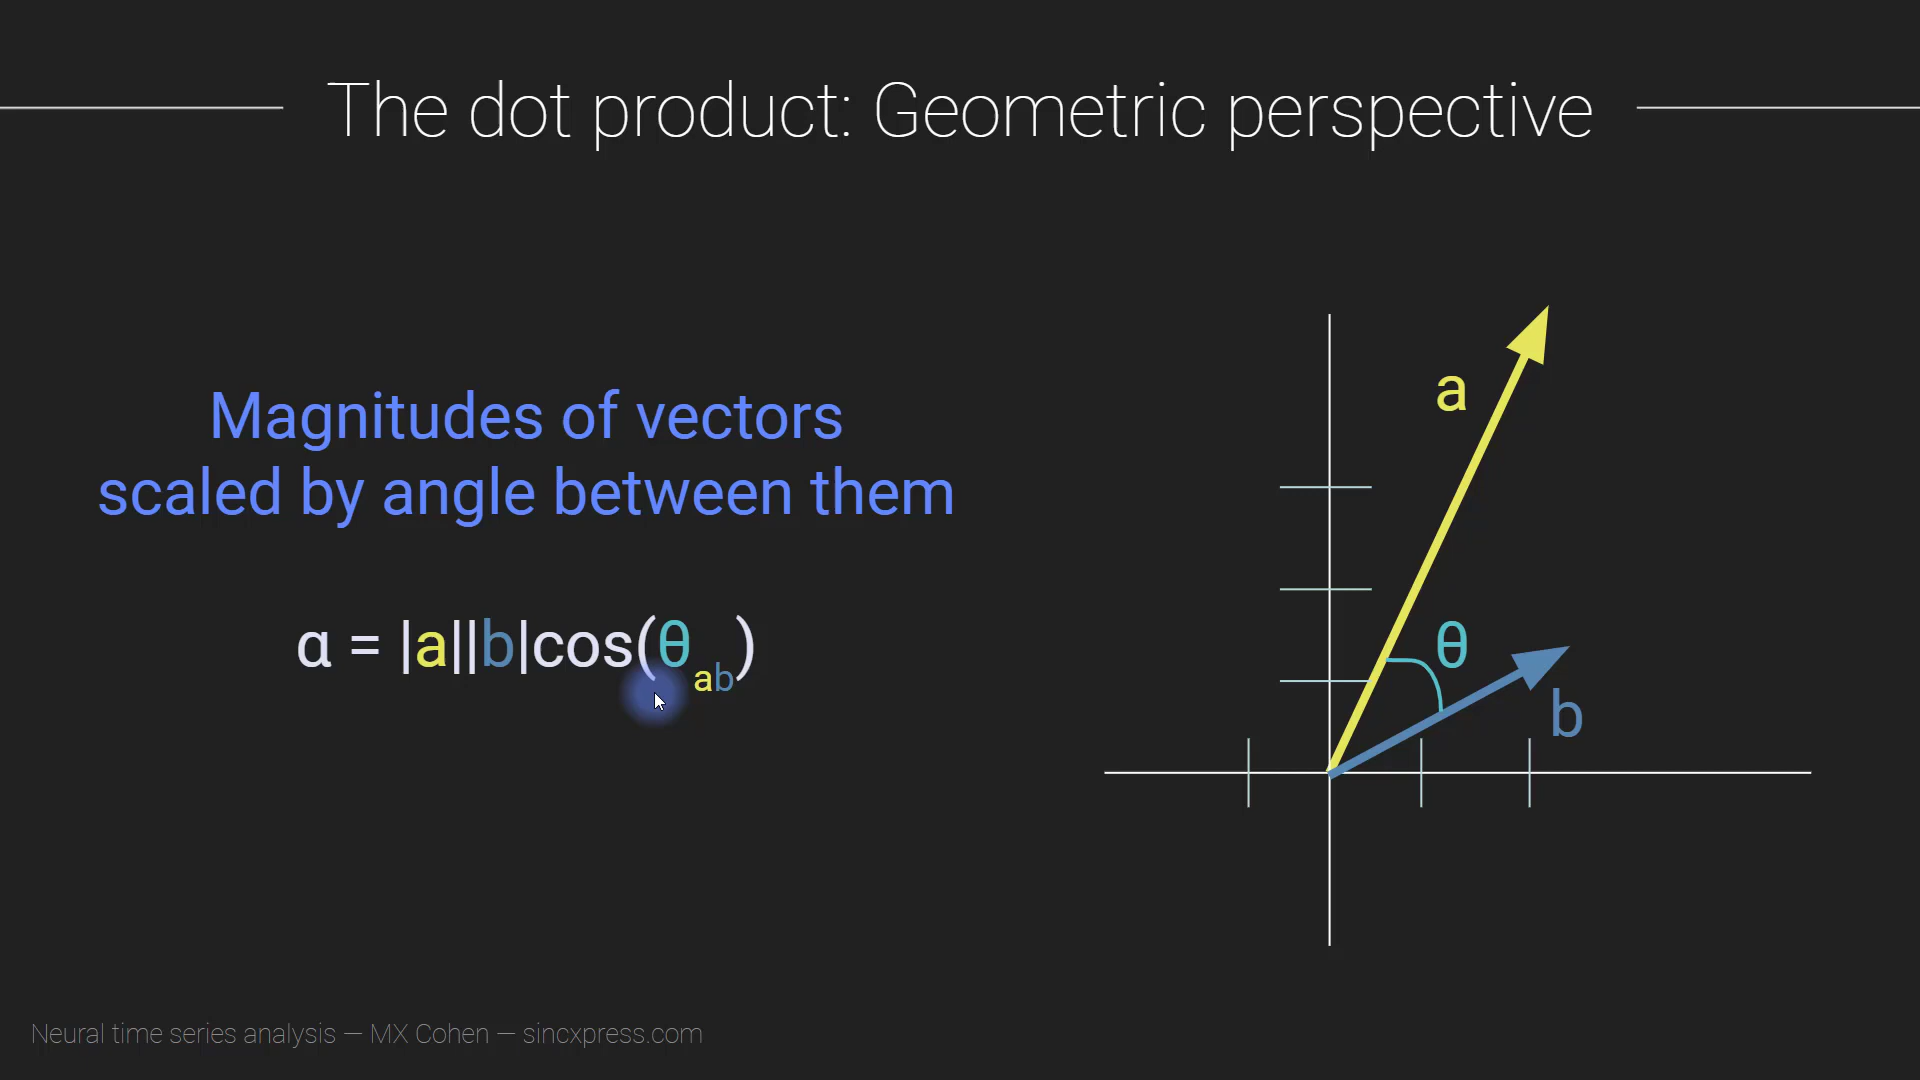 The dot product: Geometric perspective
Magnitudes of vectors
scaled by angle between them
α = |a||b|cos(θab)
a
θ
b
Neural time series analysis — MX Cohen — sincxpress.com